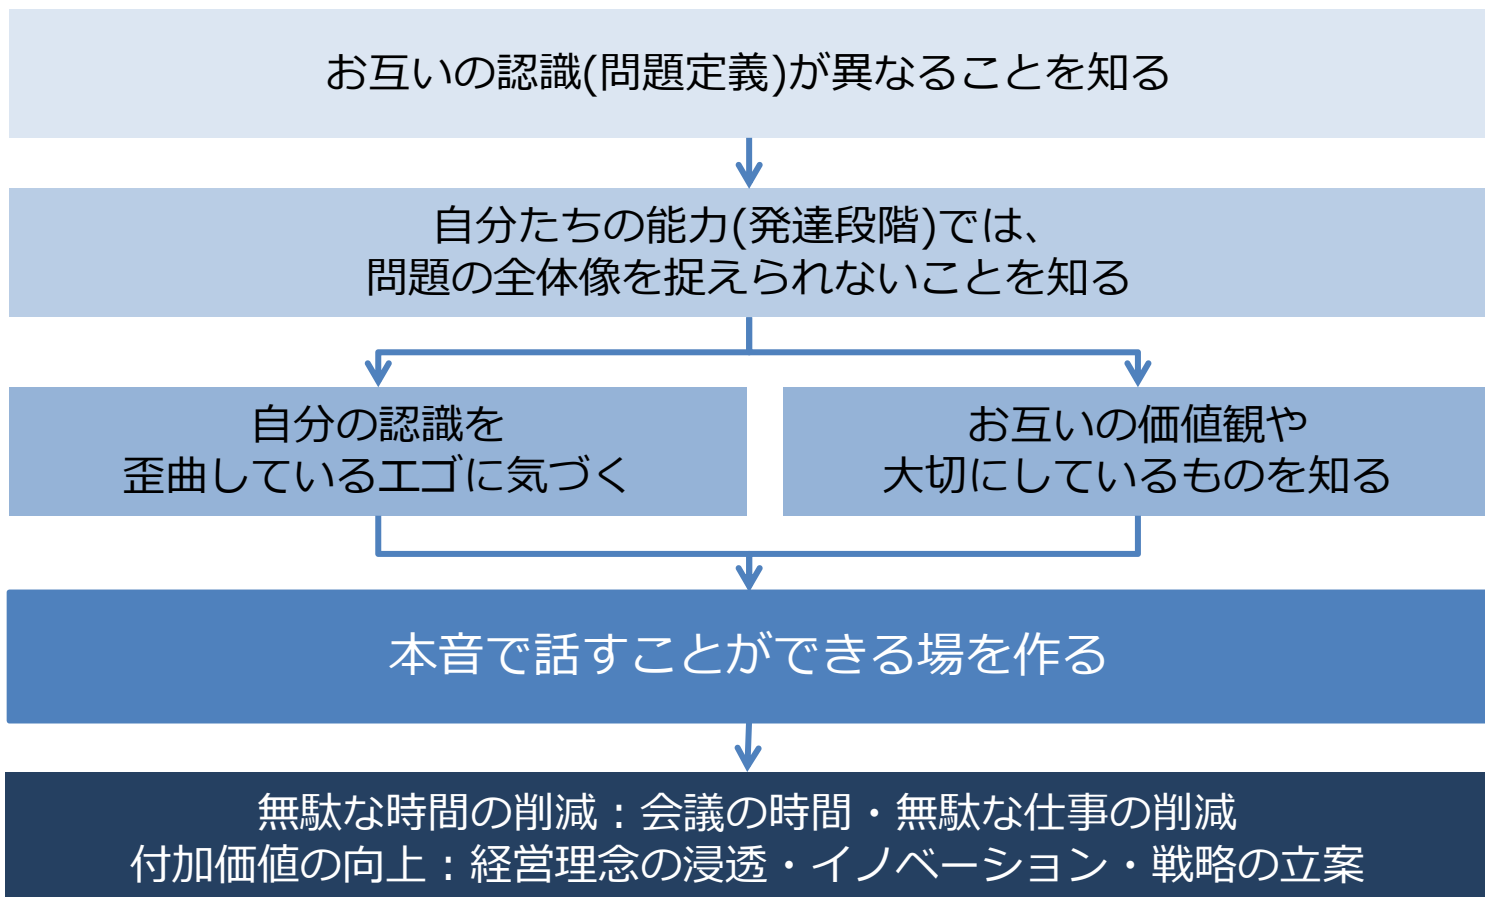 お互いの認識(問題定義)が異なることを知る
自分たちの能力(発達段階)では、
問題の全体像を捉えられないことを知る
自分の認識を
歪曲しているエゴに気づく
お互いの価値観や
大切にしているものを知る
本音で話すことができる場を作る
無駄な時間の削減：会議の時間・無駄な仕事の削減
付加価値の向上：経営理念の浸透・イノベーション・戦略の立案